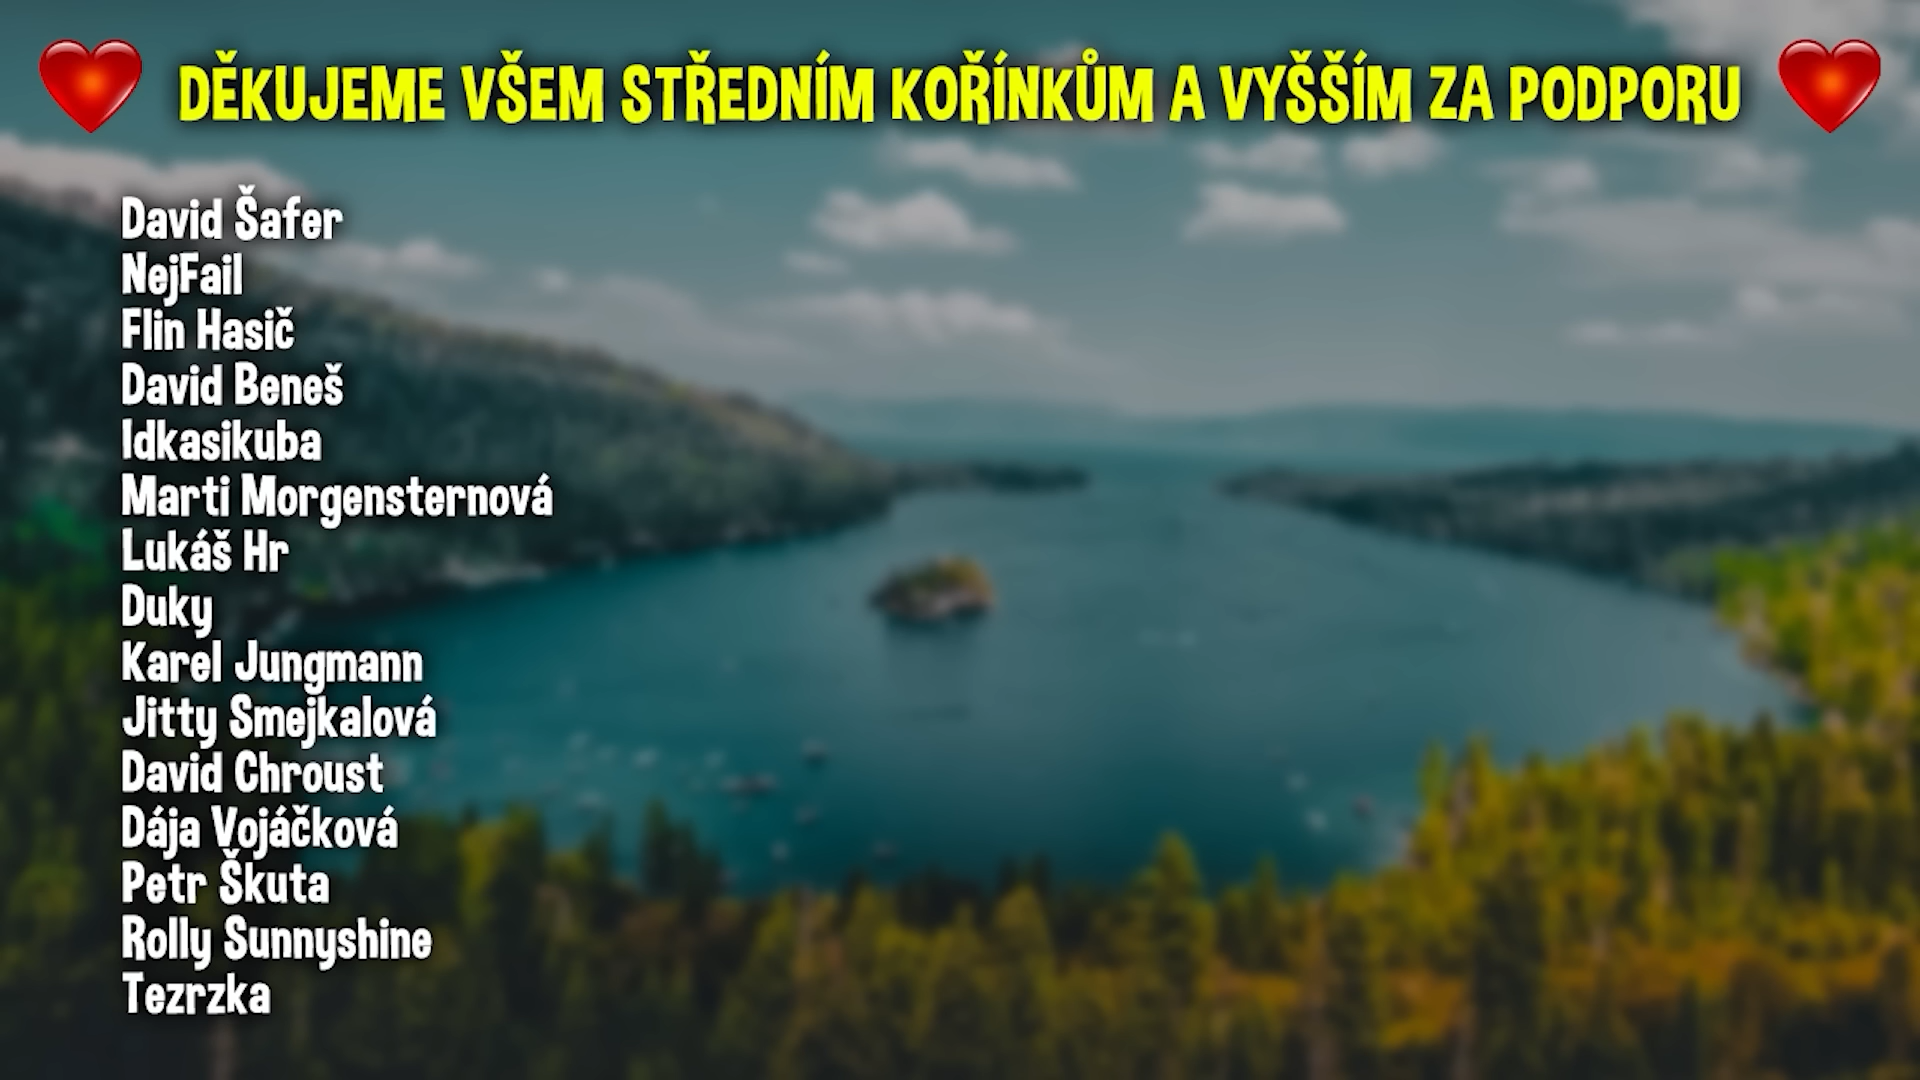 DĚKUJEME VŠEM STŘEDNÍM KOŘÍNKŮM A VYŠŠÍM ZA PODPORU
David Šafer
NejFail
Flin Hasič
David Beneš
Idkasikuba
Marti Morgensternová
Lukáš Hr
Duky
Karel Jungmann
Jitty Smejkalová
David Chroust
Dája Vojáčková
Petr Škuta
Rolly Sunnyshine
Tezrzka